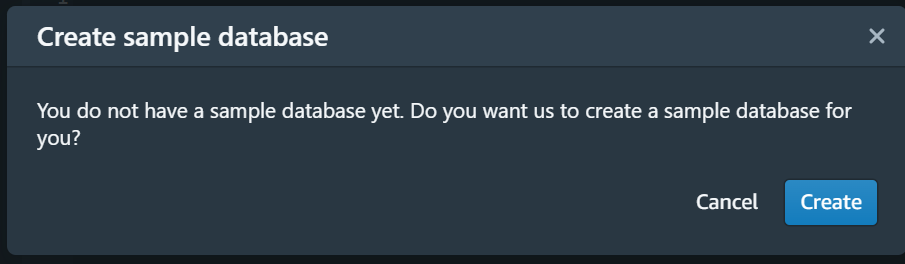 Create sample database
You do not have a sample database yet. Do you want us to create a sample database for
you?
Cancel
Create